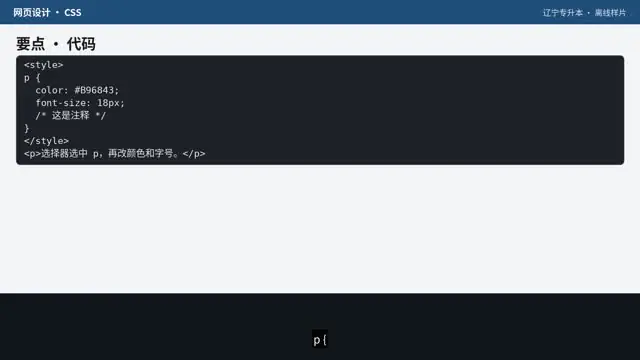 网页设计 · CSS
辽宁专升本 · 离线样片
要点 · 代码
<style>
p {
  color: #B96843;
  font-size: 18px;
  /* 这是注释 */
}
</style>
<p>选择器选中 p，再改颜色和字号。</p>
p {